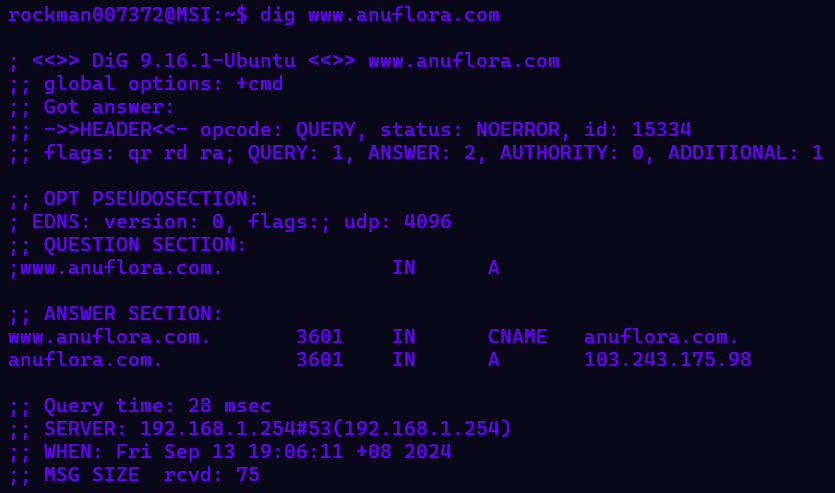 rockman007372@MSI:~$ dig www.anuflora.com
; <<>> DiG 9.16.1-Ubuntu <<>> www.anuflora.com
;; global options: +cmd
;; Got answer:
;; ->>HEADER<<- opcode: QUERY, status: NOERROR, id: 15334
;; flags: qr rd ra; QUERY: 1, ANSWER: 2, AUTHORITY: 0, ADDITIONAL: 1
;; OPT PSEUDOSECTION:
; EDNS: version: 0, flags:; udp: 4096
;; QUESTION SECTION:
;www.anuflora.com. IN A
;; ANSWER SECTION:
www.anuflora.com. 3601 IN CNAME anuflora.com.
anuflora.com. 3601 IN A 103.243.175.98
;; Query time: 28 msec
;; SERVER: 192.168.1.254#53(192.168.1.254)
;; WHEN: Fri Sep 13 19:06:11 +08 2024
;; MSG SIZE  rcvd: 75